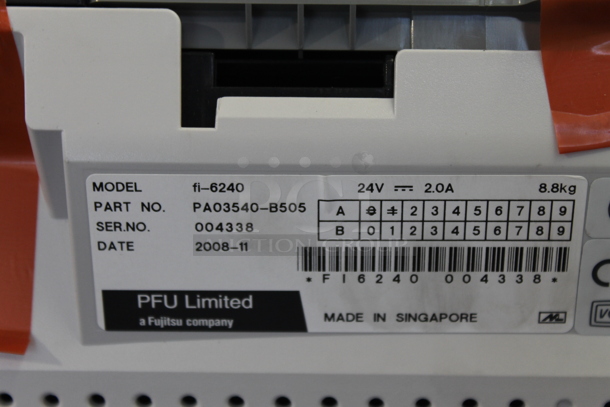 MODEL fi-6240 24V ⎓ 2.0A 8.8kg
PART NO. PA03540-B505 A 0 1 2 3 4 5 6 7 8 9
SER.NO. 004338 B 0 1 2 3 4 5 6 7 8 9
DATE 2008-11
*FI6240 004338*
PFU Limited
a Fujitsu company
MADE IN SINGAPORE